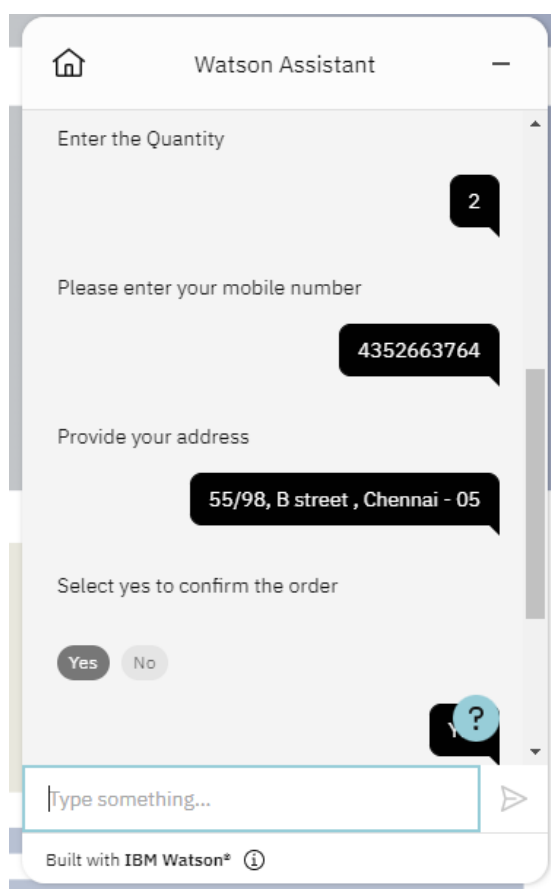 Watson Assistant
Enter the Quantity
2
Please enter your mobile number
4352663764
Provide your address
55/98, B street , Chennai - 05
Select yes to confirm the order
Yes No
?
Type something...
Built with IBM Watson®